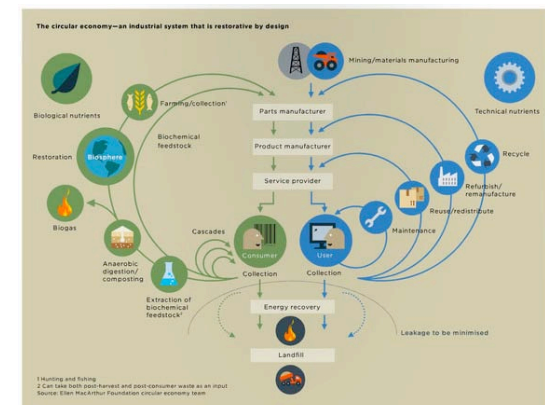 The circular economy—an industrial system that is restorative by design
Mining/materials manufacturing
Biological nutrients
Farming/collection¹
Parts manufacturer
Technical nutrients
Biochemical
feedstock
Product manufacturer
Restoration
Biosphere
Recycle
Service provider
Refurbish/
remanufacture
Reuse/redistribute
Biogas
Cascades
Maintenance
Consumer
User
Anaerobic
digestion/
composting
Collection
Collection
Extraction of
biochemical
feedstock²
Energy recovery
Leakage to be minimised
Landfill
1 Hunting and fishing
2 Can take both post-harvest and post-consumer waste as an input
Source: Ellen MacArthur Foundation circular economy team